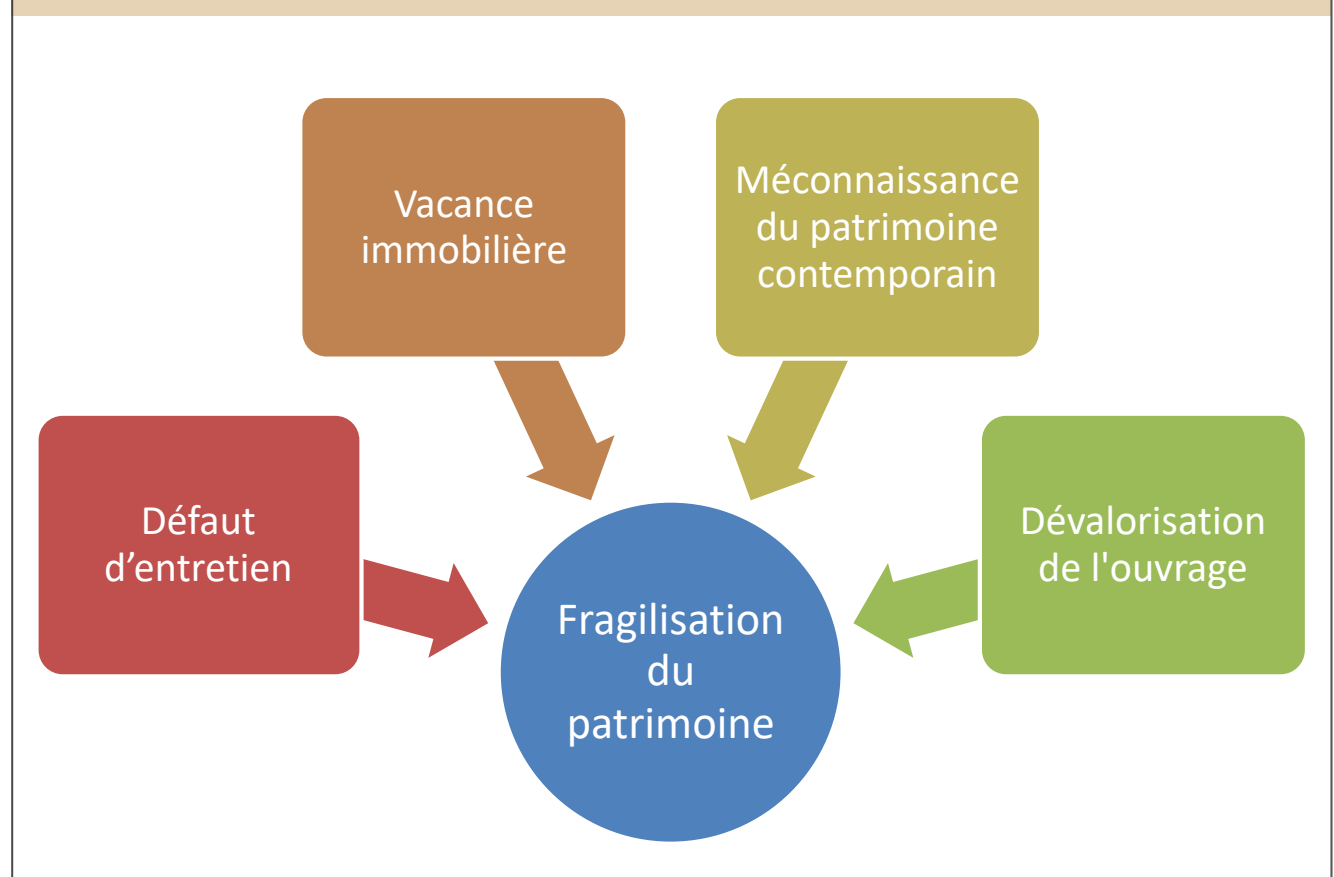 Vacance
immobilière
Méconnaissance
du patrimoine
contemporain
Défaut
d’entretien
Dévalorisation
de l'ouvrage
Fragilisation
du
patrimoine